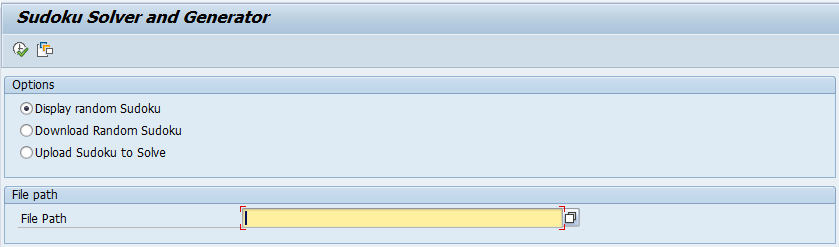 Sudoku Solver and Generator
Options
Display random Sudoku
Download Random Sudoku
Upload Sudoku to Solve
File path
File Path